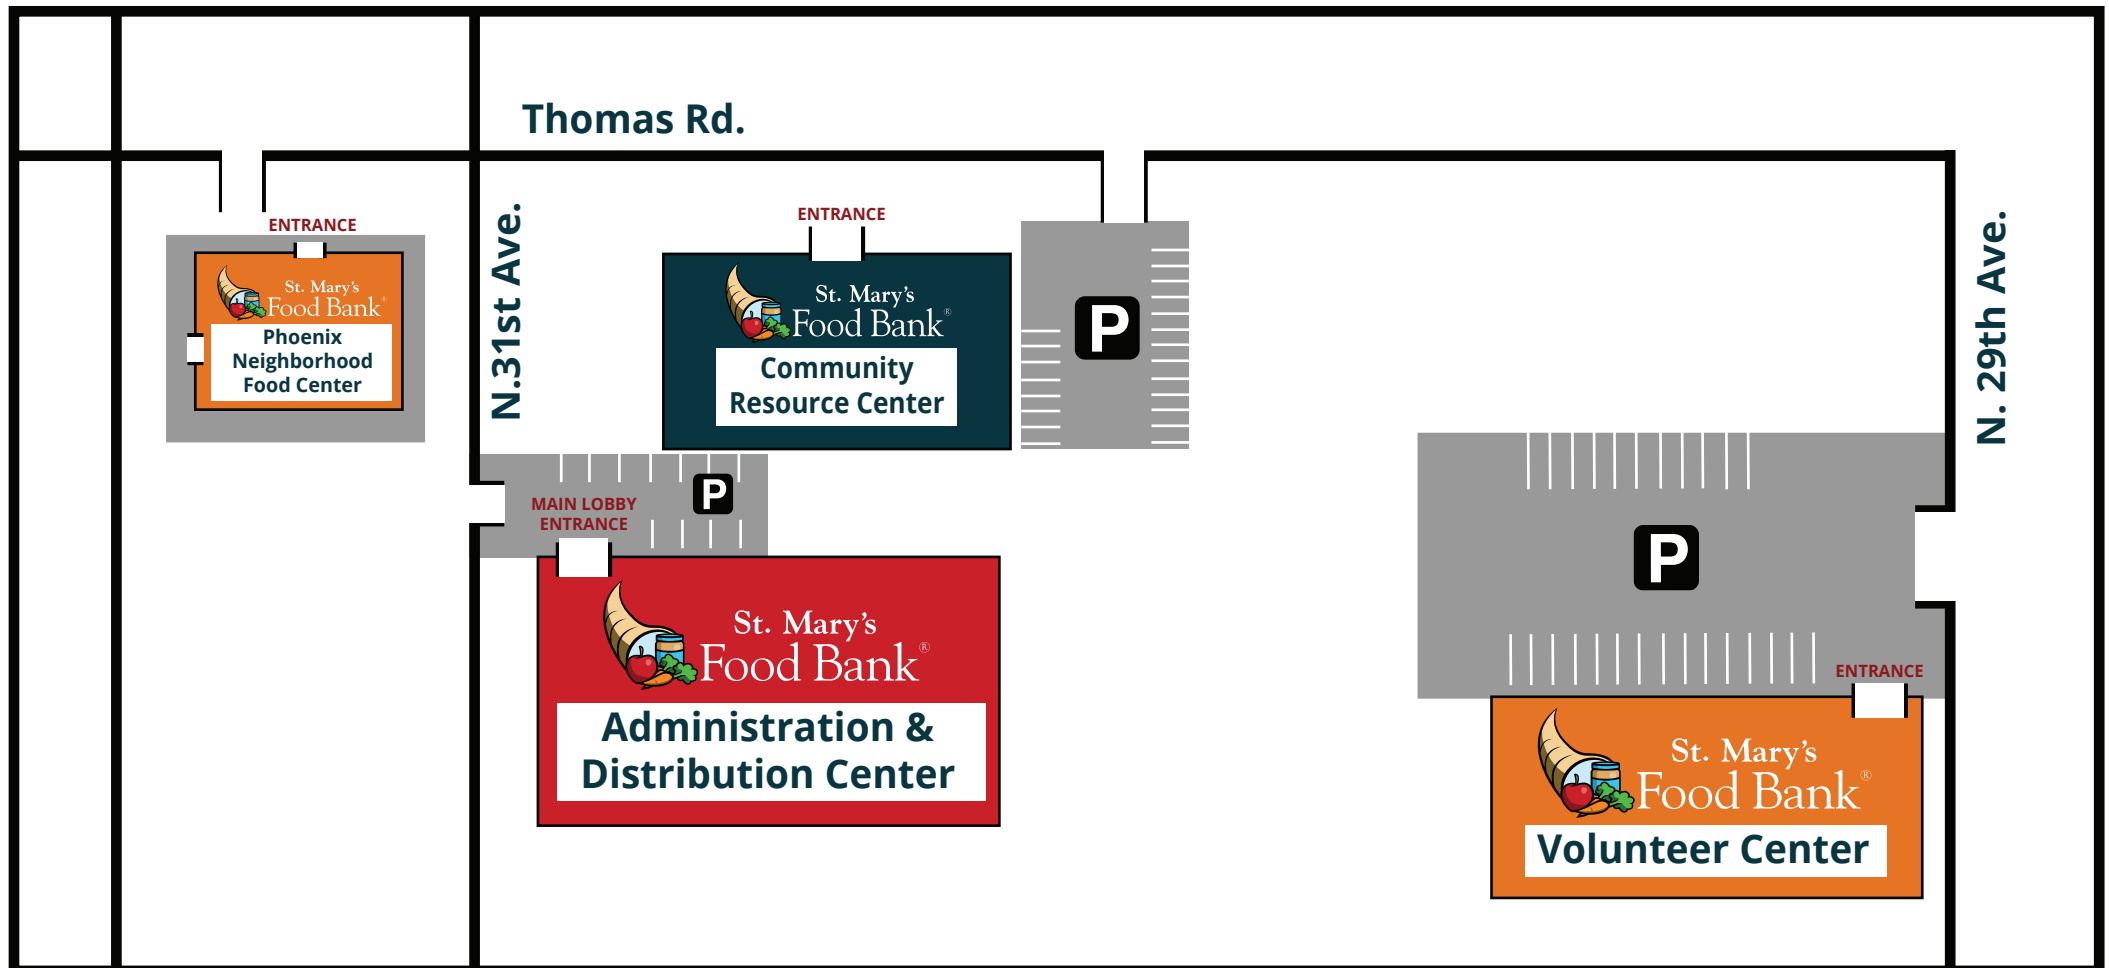 Thomas Rd.
ENTRANCE
St. Mary's
Food Bank®
Phoenix
Neighborhood
Food Center
N.31st Ave.
ENTRANCE
St. Mary's
Food Bank®
Community
Resource Center
P
N. 29th Ave.
MAIN LOBBY
ENTRANCE
P
St. Mary's
Food Bank®
Administration &
Distribution Center
P
ENTRANCE
St. Mary's
Food Bank®
Volunteer Center